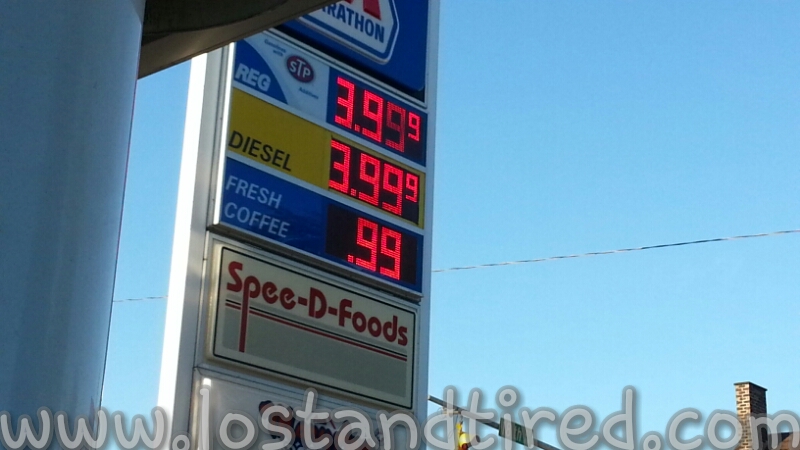 MARATHON
STP
REG
3.999
DIESEL
3.999
FRESH
COFFEE
.99
Spee-D-Foods
www.lostandtired.com